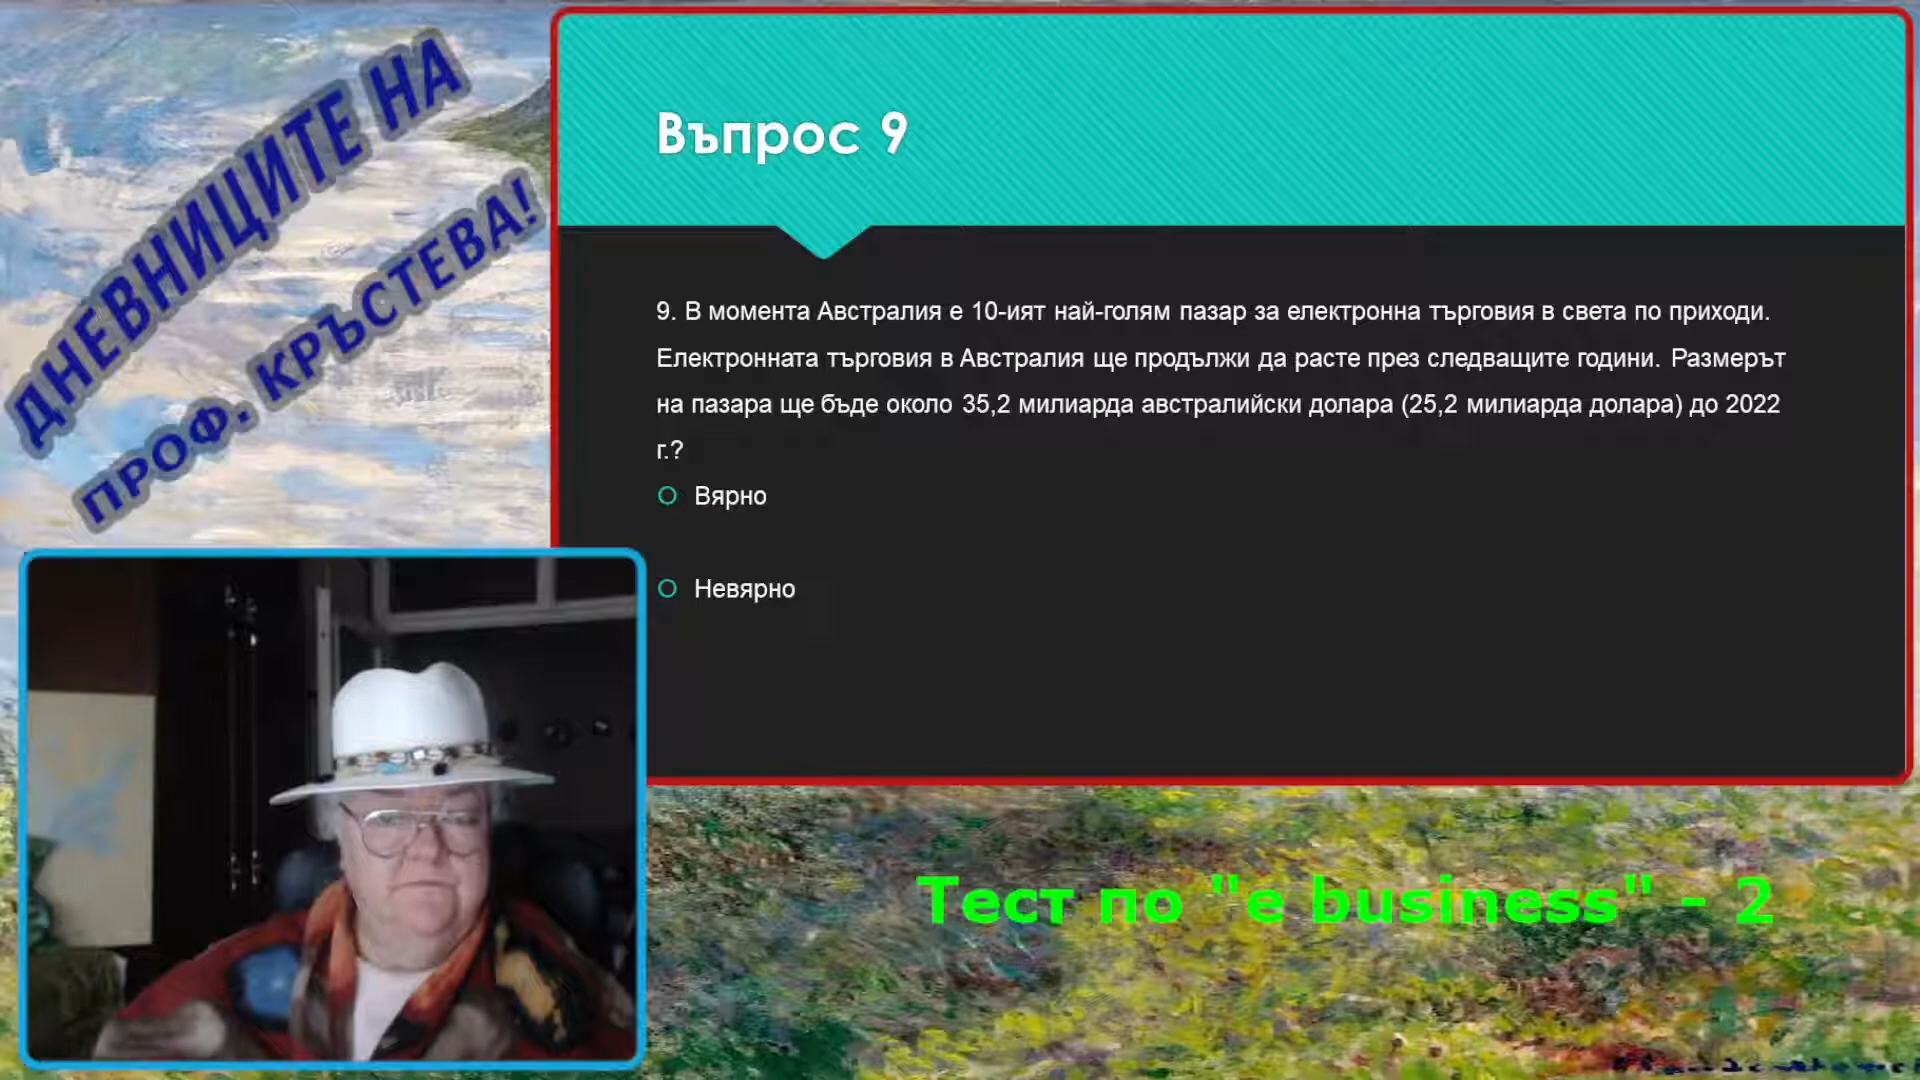 ДНЕВНИЦИТЕ НА
ПРОФ. КРЪСТЕВА!
Въпрос 9
9. В момента Австралия е 10-ият най-голям пазар за електронна търговия в света по приходи.
Електронната търговия в Австралия ще продължи да расте през следващите години. Размерът
на пазара ще бъде около 35,2 милиарда австралийски долара (25,2 милиарда долара) до 2022
г.?
Вярно
Невярно
Тест по "e business" - 2